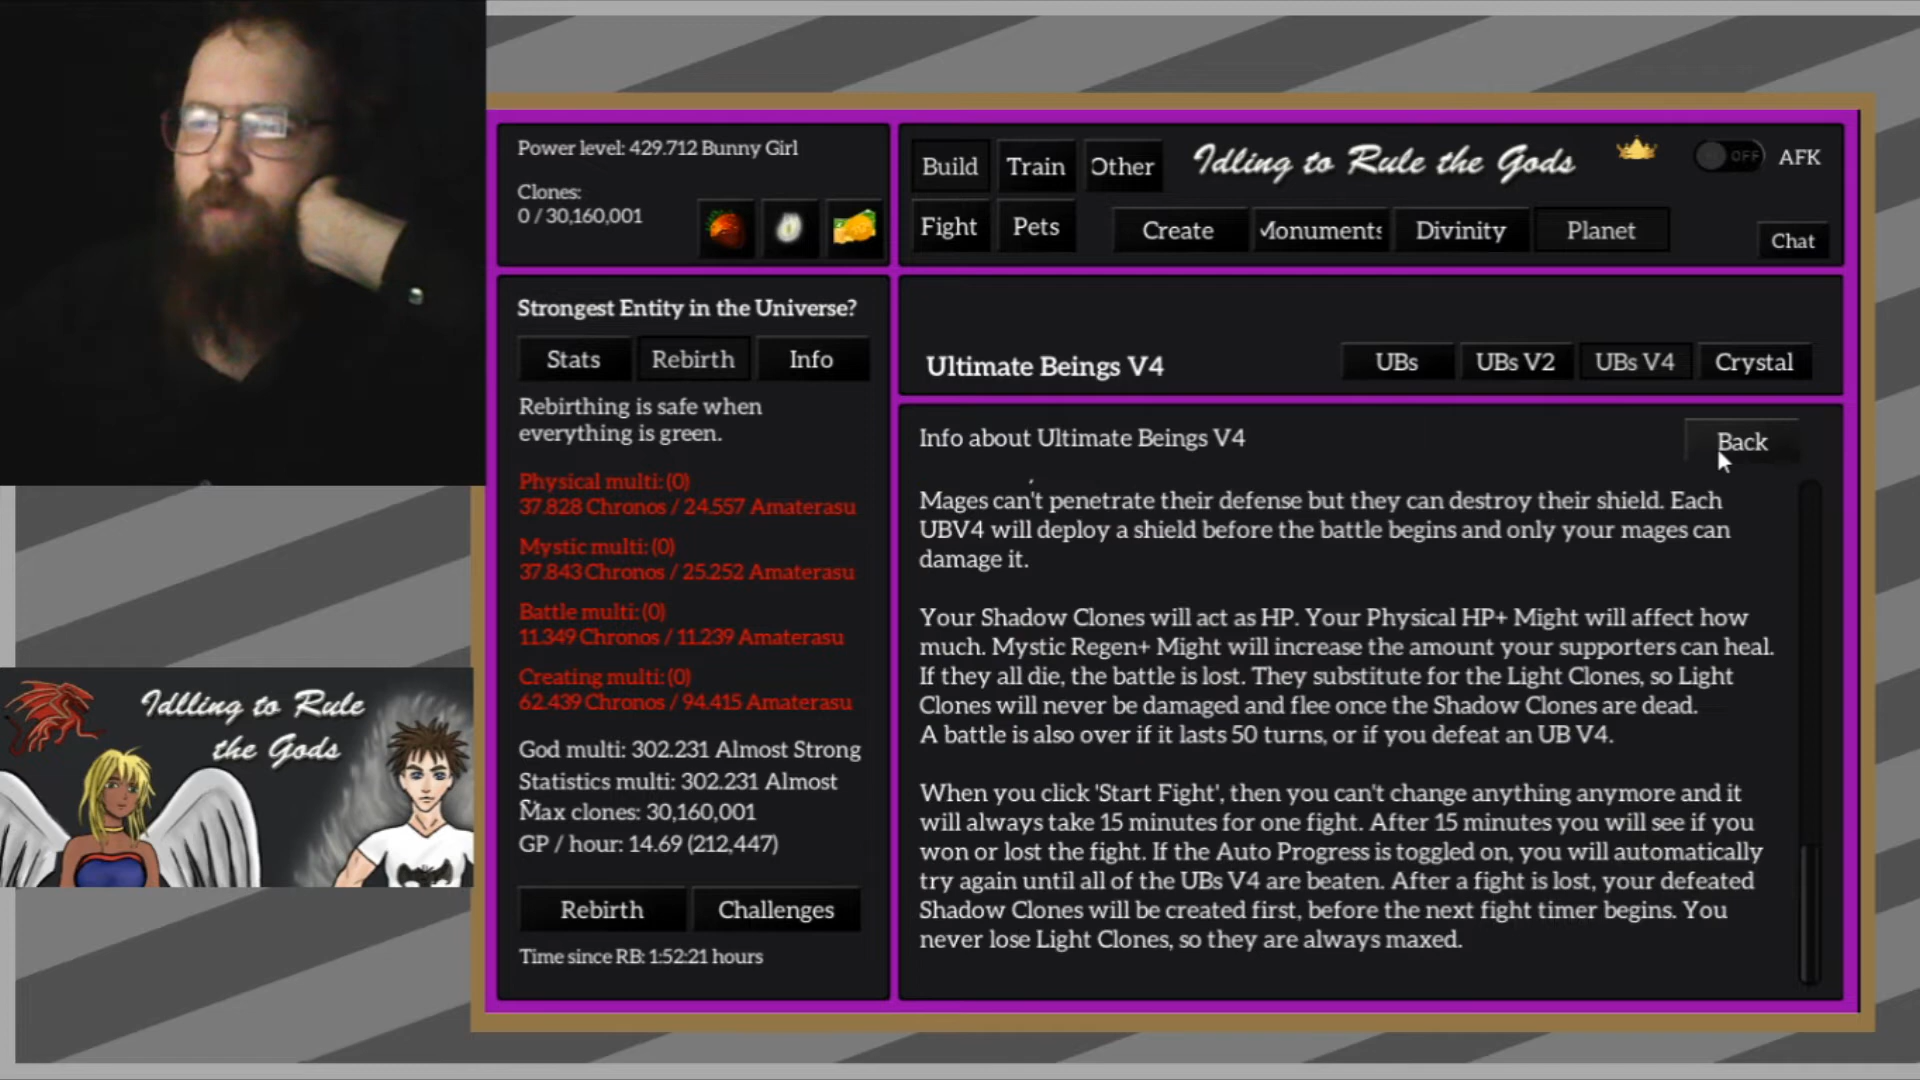 Power level: 429.712 Bunny Girl
Clones:
0 / 30,160,001
Build
Train
Other
Idling to Rule the Gods
OFF
AFK
Fight
Pets
Create
Monuments
Divinity
Planet
Chat
Strongest Entity in the Universe?
Stats
Rebirth
Info
Rebirthing is safe when
everything is green.
Physical multi: (0)
37.828 Chronos / 24.557 Amaterasu
Mystic multi: (0)
37.843 Chronos / 25.252 Amaterasu
Battle multi: (0)
11.349 Chronos / 11.239 Amaterasu
Creating multi: (0)
62.439 Chronos / 94.415 Amaterasu
God multi: 302.231 Almost Strong
Statistics multi: 302.231 Almost
Max clones: 30,160,001
GP / hour: 14.69 (212,447)
Rebirth
Challenges
Time since RB: 1:52:21 hours
Ultimate Beings V4
UBs
UBs V2
UBs V4
Crystal
Info about Ultimate Beings V4
Back
Mages can't penetrate their defense but they can destroy their shield. Each
UBV4 will deploy a shield before the battle begins and only your mages can
damage it.
Your Shadow Clones will act as HP. Your Physical HP+ Might will affect how
much. Mystic Regen+ Might will increase the amount your supporters can heal.
If they all die, the battle is lost. They substitute for the Light Clones, so Light
Clones will never be damaged and flee once the Shadow Clones are dead.
A battle is also over if it lasts 50 turns, or if you defeat an UB V4.
When you click 'Start Fight', then you can't change anything anymore and it
will always take 15 minutes for one fight. After 15 minutes you will see if you
won or lost the fight. If the Auto Progress is toggled on, you will automatically
try again until all of the UBs V4 are beaten. After a fight is lost, your defeated
Shadow Clones will be created first, before the next fight timer begins. You
never lose Light Clones, so they are always maxed.
Idlling to Rule
the Gods